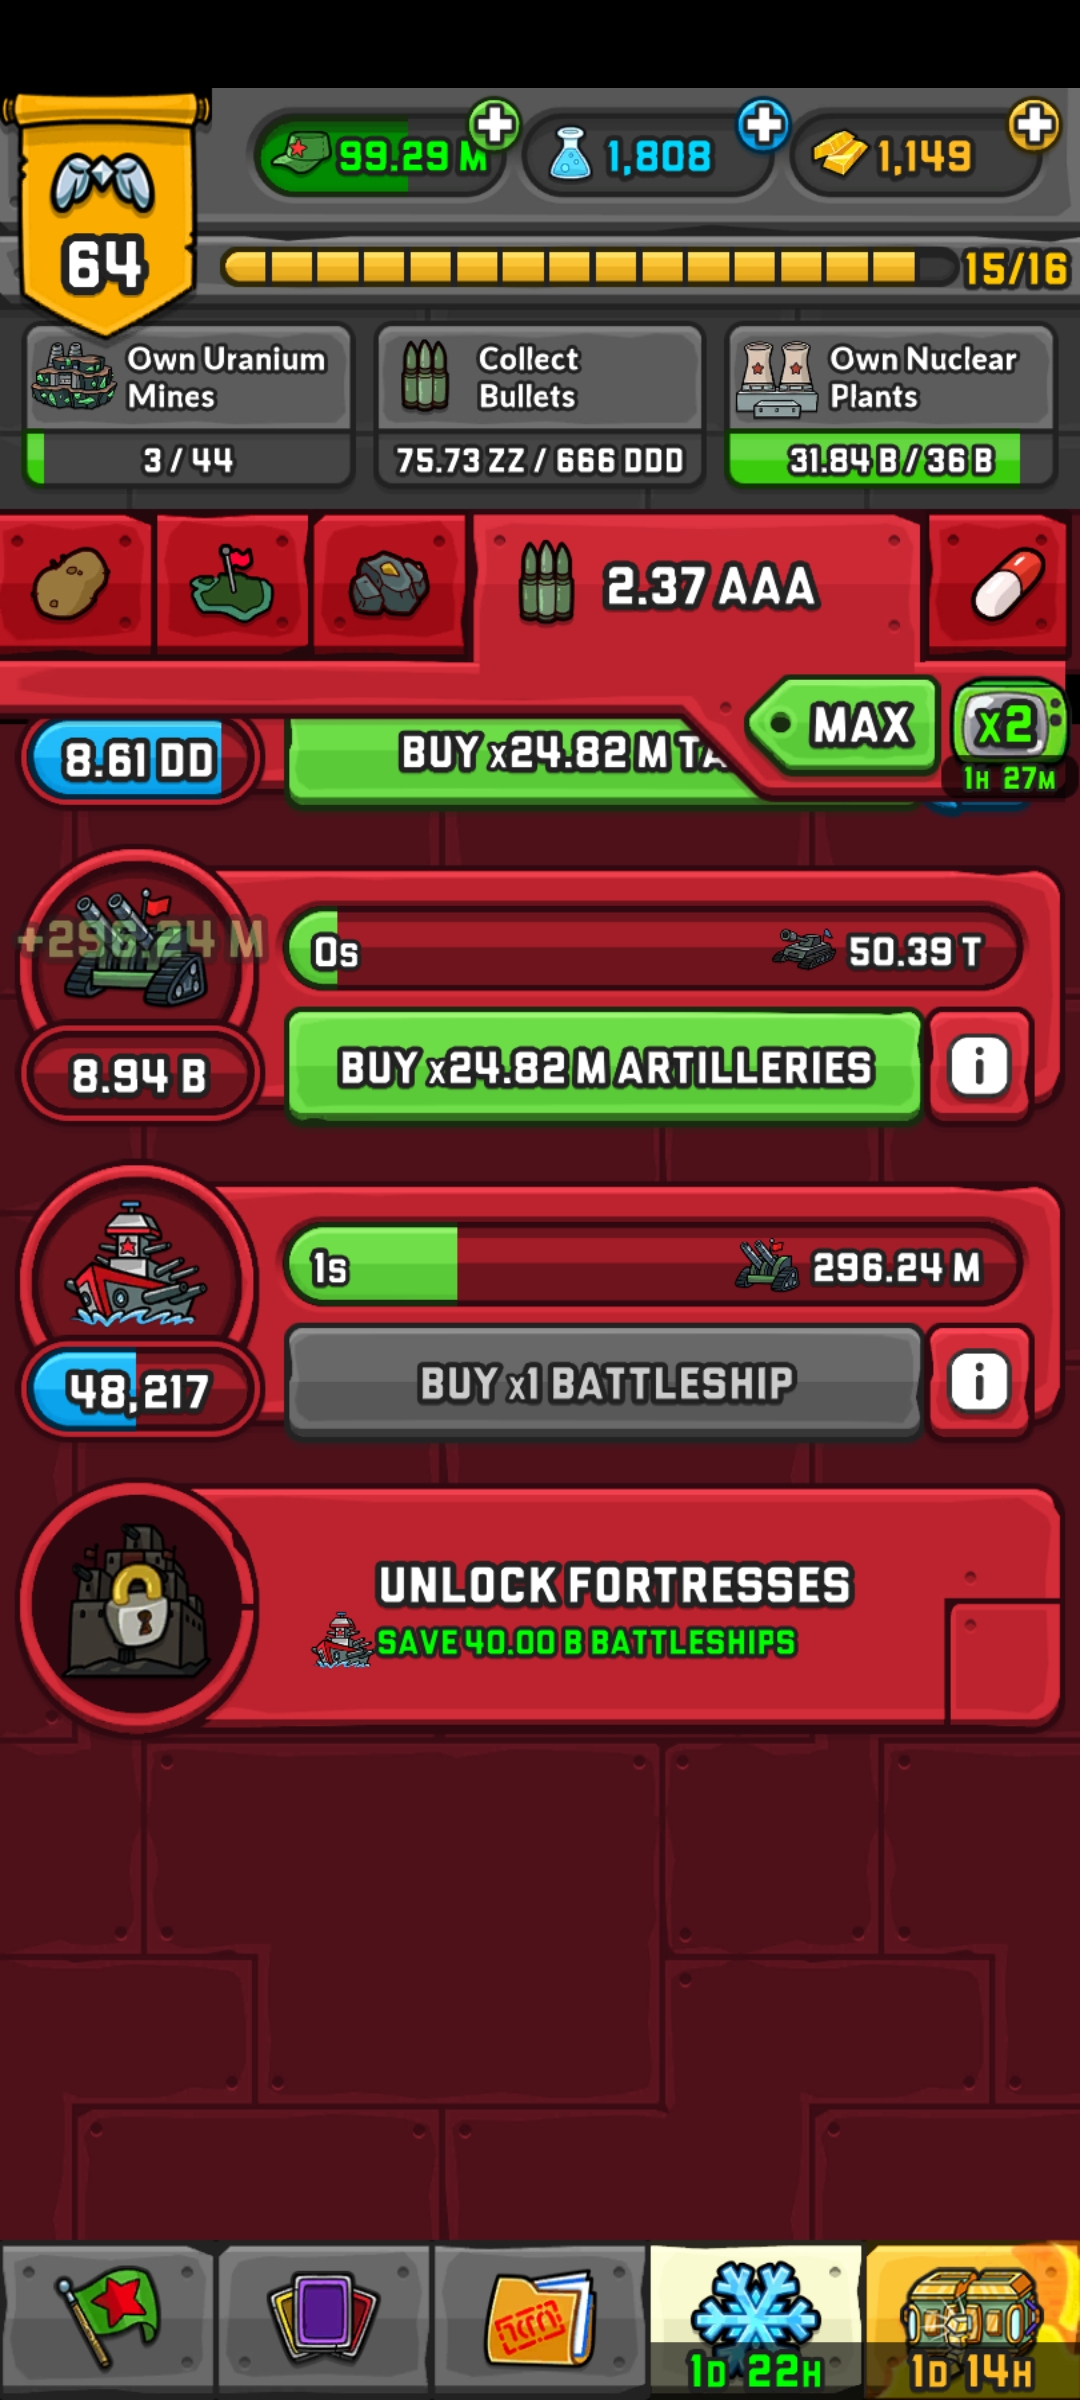 99.29 M
1,808
1,149
64
15/16
Own Uranium
Mines
3 / 44
Collect
Bullets
75.73 ZZ / 666 DDD
Own Nuclear
Plants
31.84 B / 36 B
2.37 AAA
MAX
x2
1H 27M
8.61 DD
BUY x24.82 M TA
+296.24 M
0s
50.39 T
8.94 B
BUY x24.82 M ARTILLERIES
i
1s
296.24 M
48,217
BUY x1 BATTLESHIP
i
UNLOCK FORTRESSES
SAVE 40.00 B BATTLESHIPS
1D 22H
1D 14H